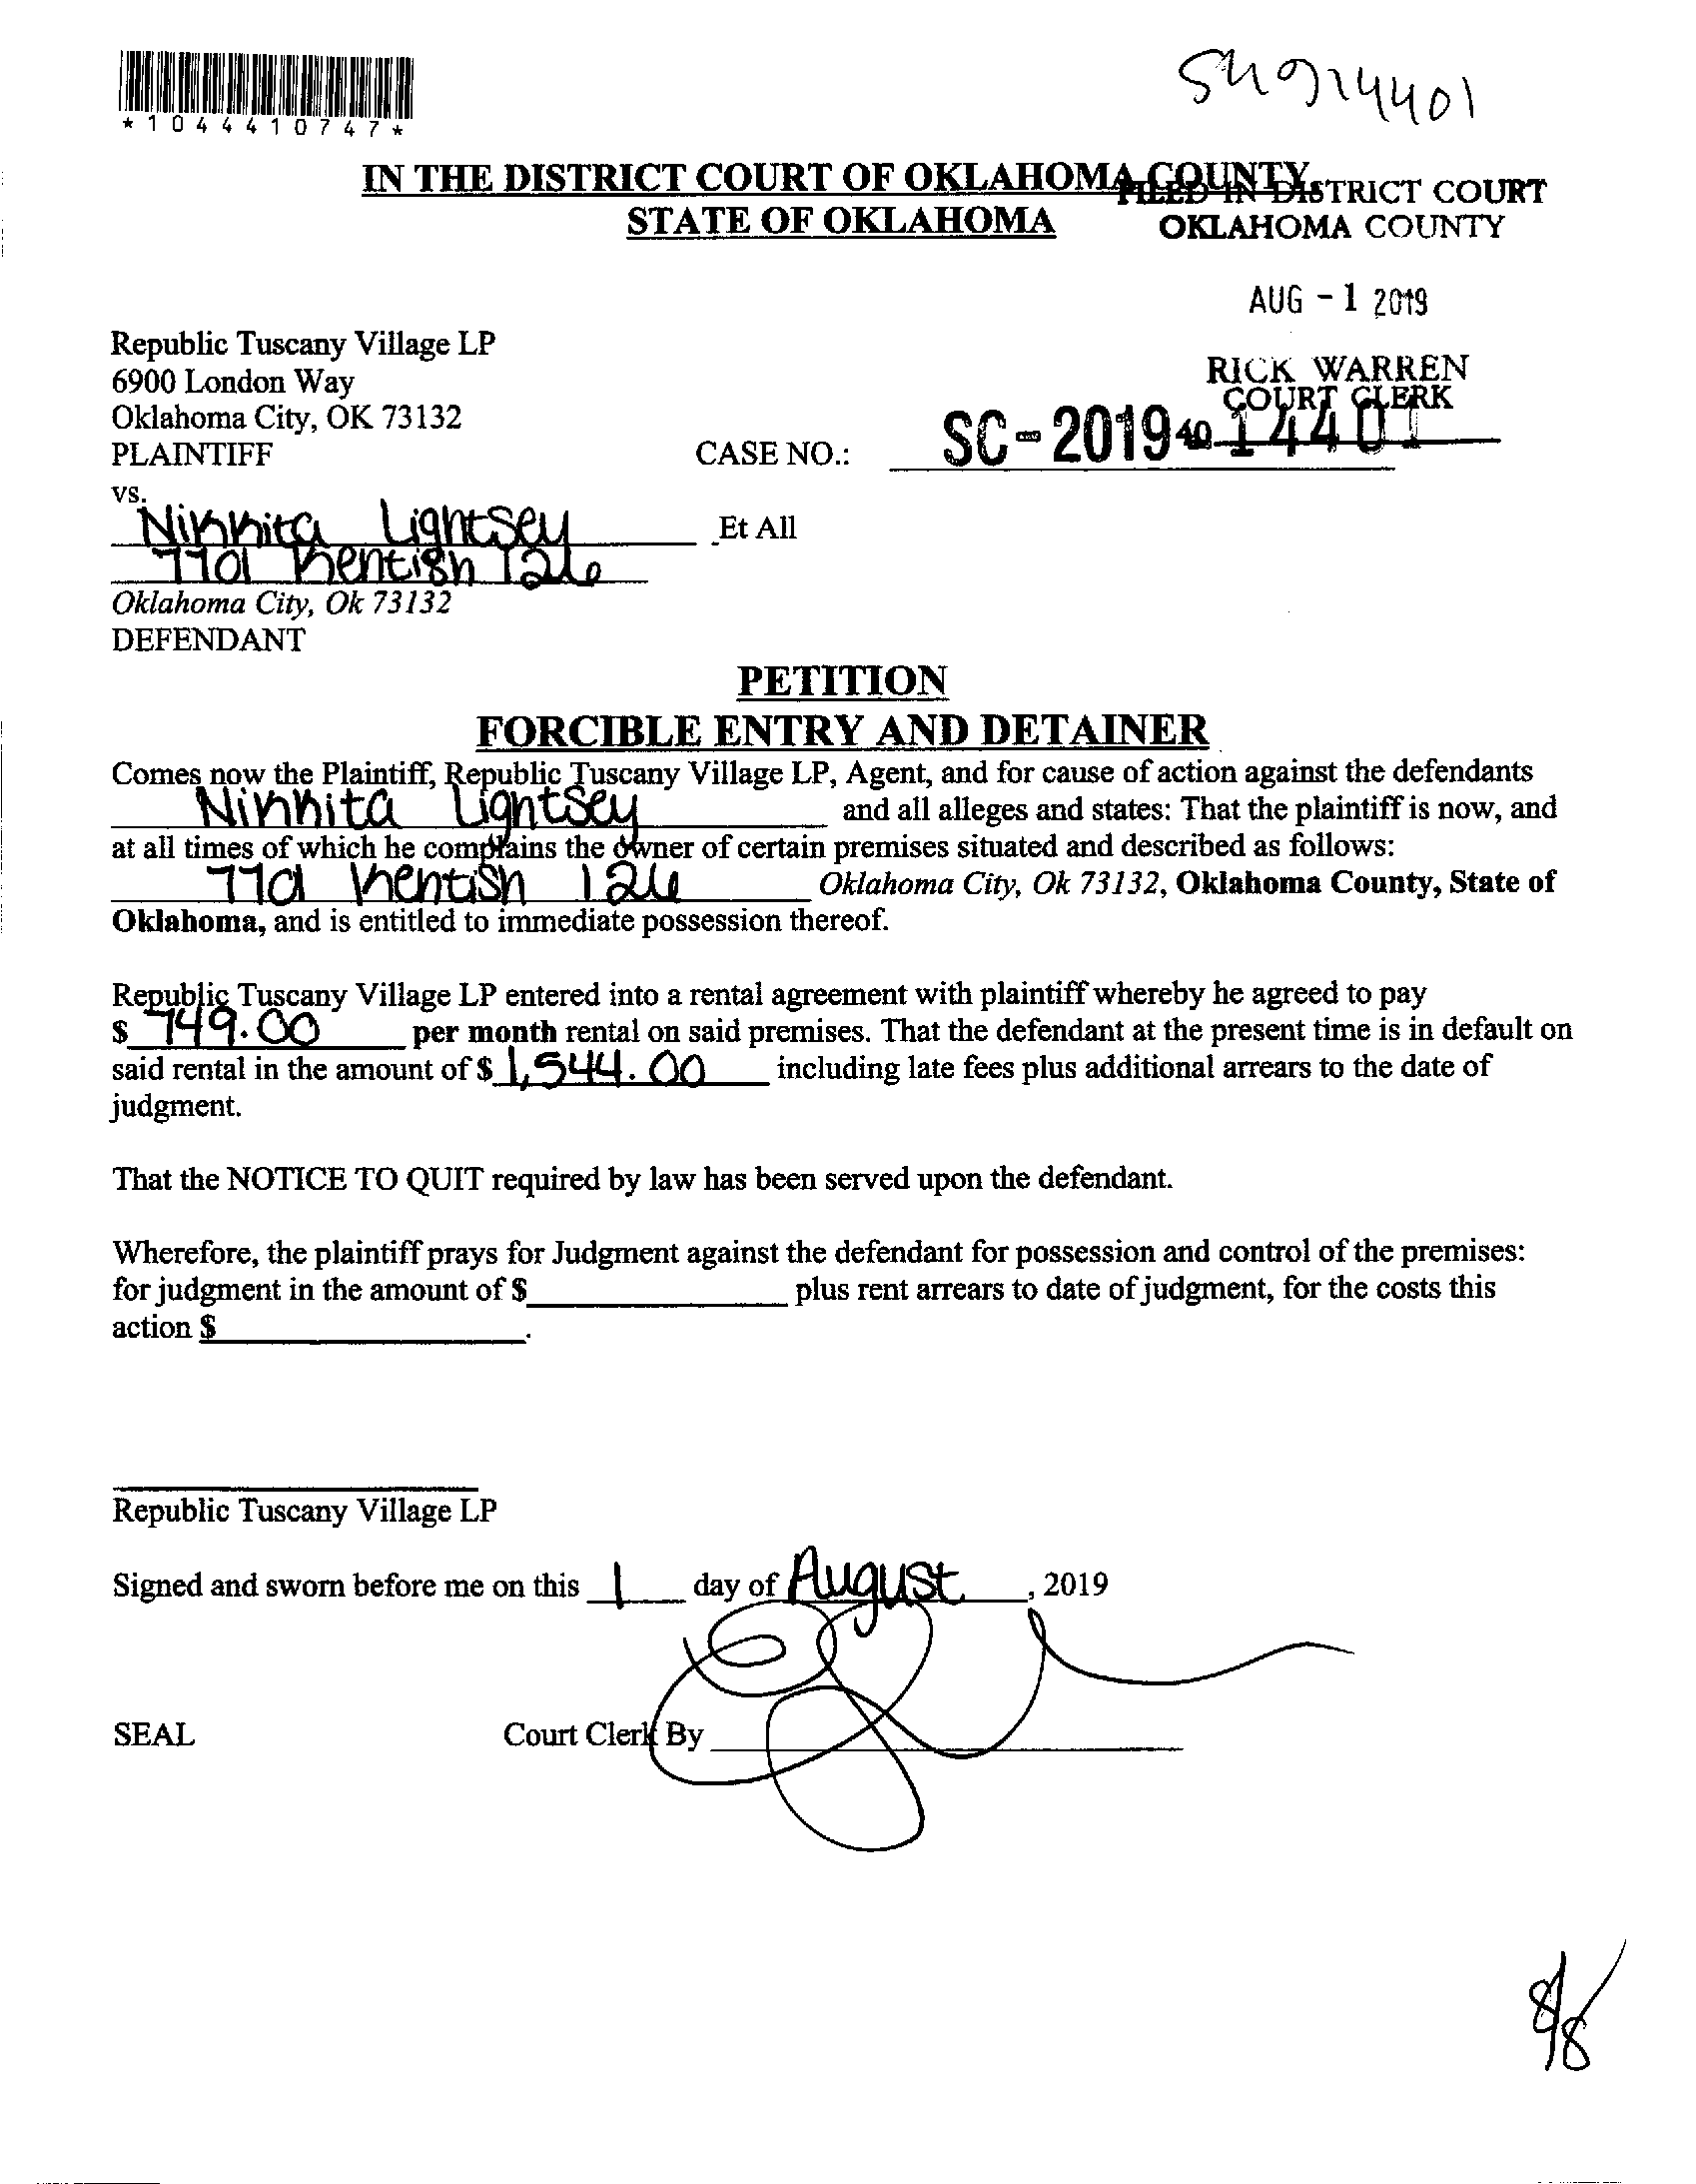 *1044410747*
SC1914401
IN THE DISTRICT COURT OF OKLAHOMA COUNTY
STATE OF OKLAHOMA
FILED IN DISTRICT COURT
OKLAHOMA COUNTY
AUG - 1 2019
RICK WARREN
COURT CLERK
40
Republic Tuscany Village LP
6900 London Way
Oklahoma City, OK 73132
PLAINTIFF
CASE NO.: SC-2019-14401
vs.
Nikkita Lightsey Et All
7701 Kentish 126
Oklahoma City, Ok 73132
DEFENDANT
PETITION
FORCIBLE ENTRY AND DETAINER
Comes now the Plaintiff, Republic Tuscany Village LP, Agent, and for cause of action against the defendants
Nikkita Lightsey and all alleges and states: That the plaintiff is now, and
at all times of which he complains the owner of certain premises situated and described as follows:
7701 Kentish 126 Oklahoma City, Ok 73132, Oklahoma County, State of
Oklahoma, and is entitled to immediate possession thereof.
Republic Tuscany Village LP entered into a rental agreement with plaintiff whereby he agreed to pay
$ 749.00 per month rental on said premises. That the defendant at the present time is in default on
said rental in the amount of $ 1,544.00 including late fees plus additional arrears to the date of
judgment.
That the NOTICE TO QUIT required by law has been served upon the defendant.
Wherefore, the plaintiff prays for Judgment against the defendant for possession and control of the premises:
for judgment in the amount of $ plus rent arrears to date of judgment, for the costs this
action $ .
Republic Tuscany Village LP
Signed and sworn before me on this 1 day of August, 2019
SEAL Court Clerk By
8/8